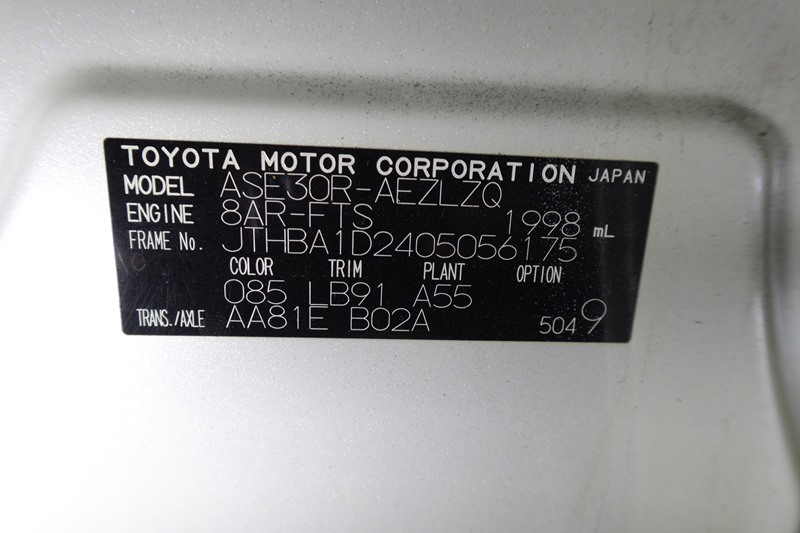 TOYOTA MOTOR CORPORATION JAPAN
MODEL ASE30R-AEZLZQ
ENGINE 8AR-FTS 1998 mL
FRAME No. JTHBA1D2405056175
COLOR TRIM PLANT OPTION
085 LB91 A55
TRANS./AXLE AA81E B02A 5049